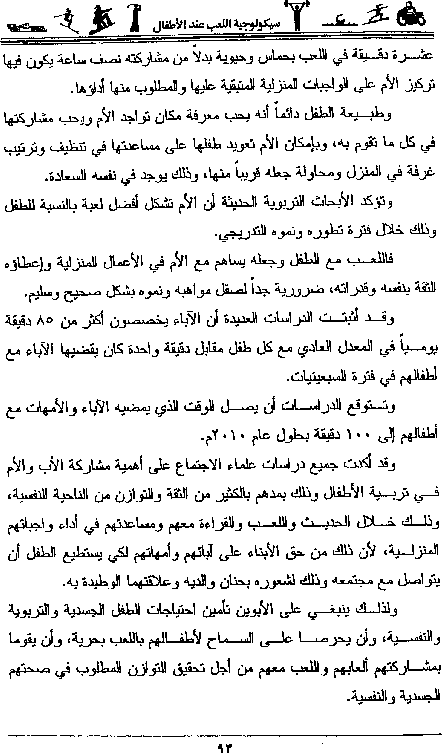 سيكولوجية اللعب عند الأطفال
عشرة دقيقة في اللعب بحماس وحيوية بدلاً من مشاركته نصف ساعة يكون فيها
تركيز الأم على الواجبات المنزلية المتبقية عليها والمطلوب منها أداؤها.
وطبيعة الطفل دائماً أنه يحب معرفة مكان تواجد الأم ويحب مشاركتها
في كل ما تقوم به، وبإمكان الأم تعويد طفلها على مساعدتها في تنظيف وترتيب
غرفة في المنزل ومحاولة جعله قريباً منها، وذلك يوجد في نفسه السعادة.
وتؤكد الأبحاث التربوية الحديثة أن الأم تشكل أفضل لعبة بالنسبة للطفل
وذلك خلال فترة تطوره ونموه التدريجي.
فاللعب مع الطفل وجعله يساهم مع الأم في الأعمال المنزلية وإعطاؤه
الثقة بنفسه وقدراته، ضرورية جداً لصقل مواهبه ونموه بشكل صحيح وسليم.
وقد أثبتت الدراسات العديدة أن الآباء يخصصون أكثر من ٨٥ دقيقة
يومياً في المعدل العادي مع كل طفل مقابل دقيقة واحدة كان يقضيها الآباء مع
أطفالهم في فترة السبعينيات.
وتتوقع الدراسات أن يصل الوقت الذي يمضيه الآباء والأمهات مع
أطفالهم إلى ١٠٠ دقيقة بحلول عام ٢٠١٠م.
وقد أكدت جميع دراسات علماء الاجتماع على أهمية مشاركة الأب والأم
في تربية الأطفال وذلك بمدهم بالكثير من الثقة والتوازن من الناحية النفسية،
وذلك خلال الحديث واللعب والقراءة معهم ومساعدتهم في أداء واجباتهم
المنزلية، لأن ذلك من حق الأبناء على آبائهم وأمهاتهم لكي يستطيع الطفل أن
يتواصل مع مجتمعه وذلك لشعوره بحنان والديه وعلاقتهما الوطيدة به.
ولذلك ينبغي على الأبوين تأمين احتياجات الطفل الجسدية والتربوية
والنفسية، وأن يحرصا على السماح لأطفالهم باللعب بحرية، وأن يقوما
بمشاركتهم ألعابهم واللعب معهم من أجل تحقيق التوازن المطلوب في صحتهم
الجسدية والنفسية.
٩٣